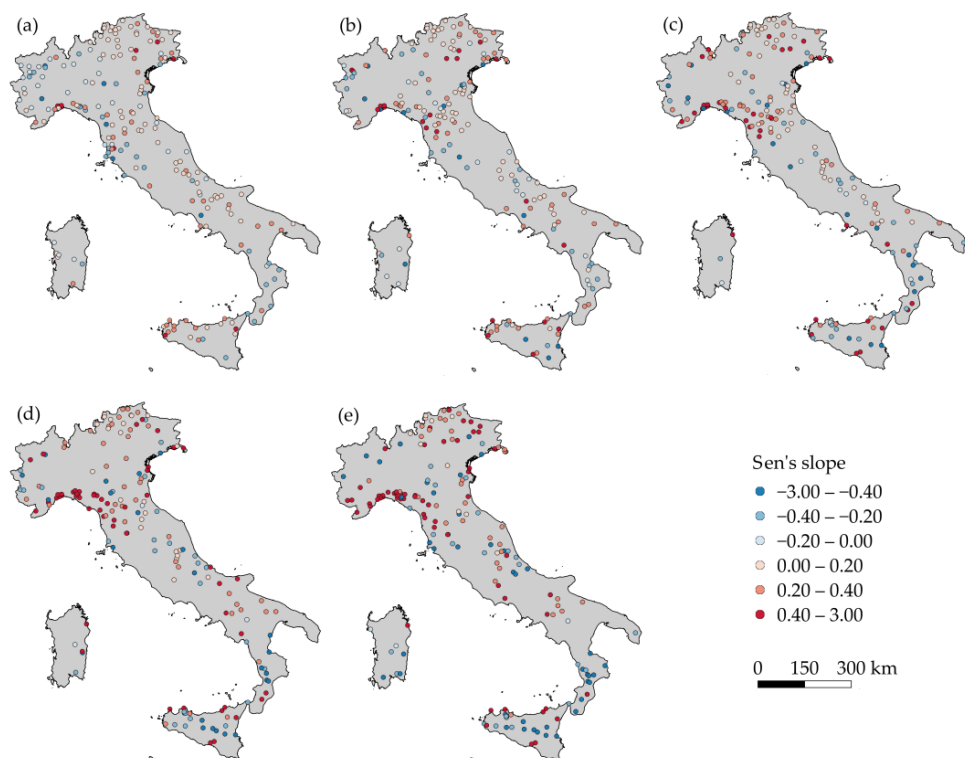 (a)
(b)
(c)
(d)
(e)
Sen's slope
−3.00 – −0.40
−0.40 – −0.20
−0.20 – 0.00
0.00 – 0.20
0.20 – 0.40
0.40 – 3.00
0 150 300 km